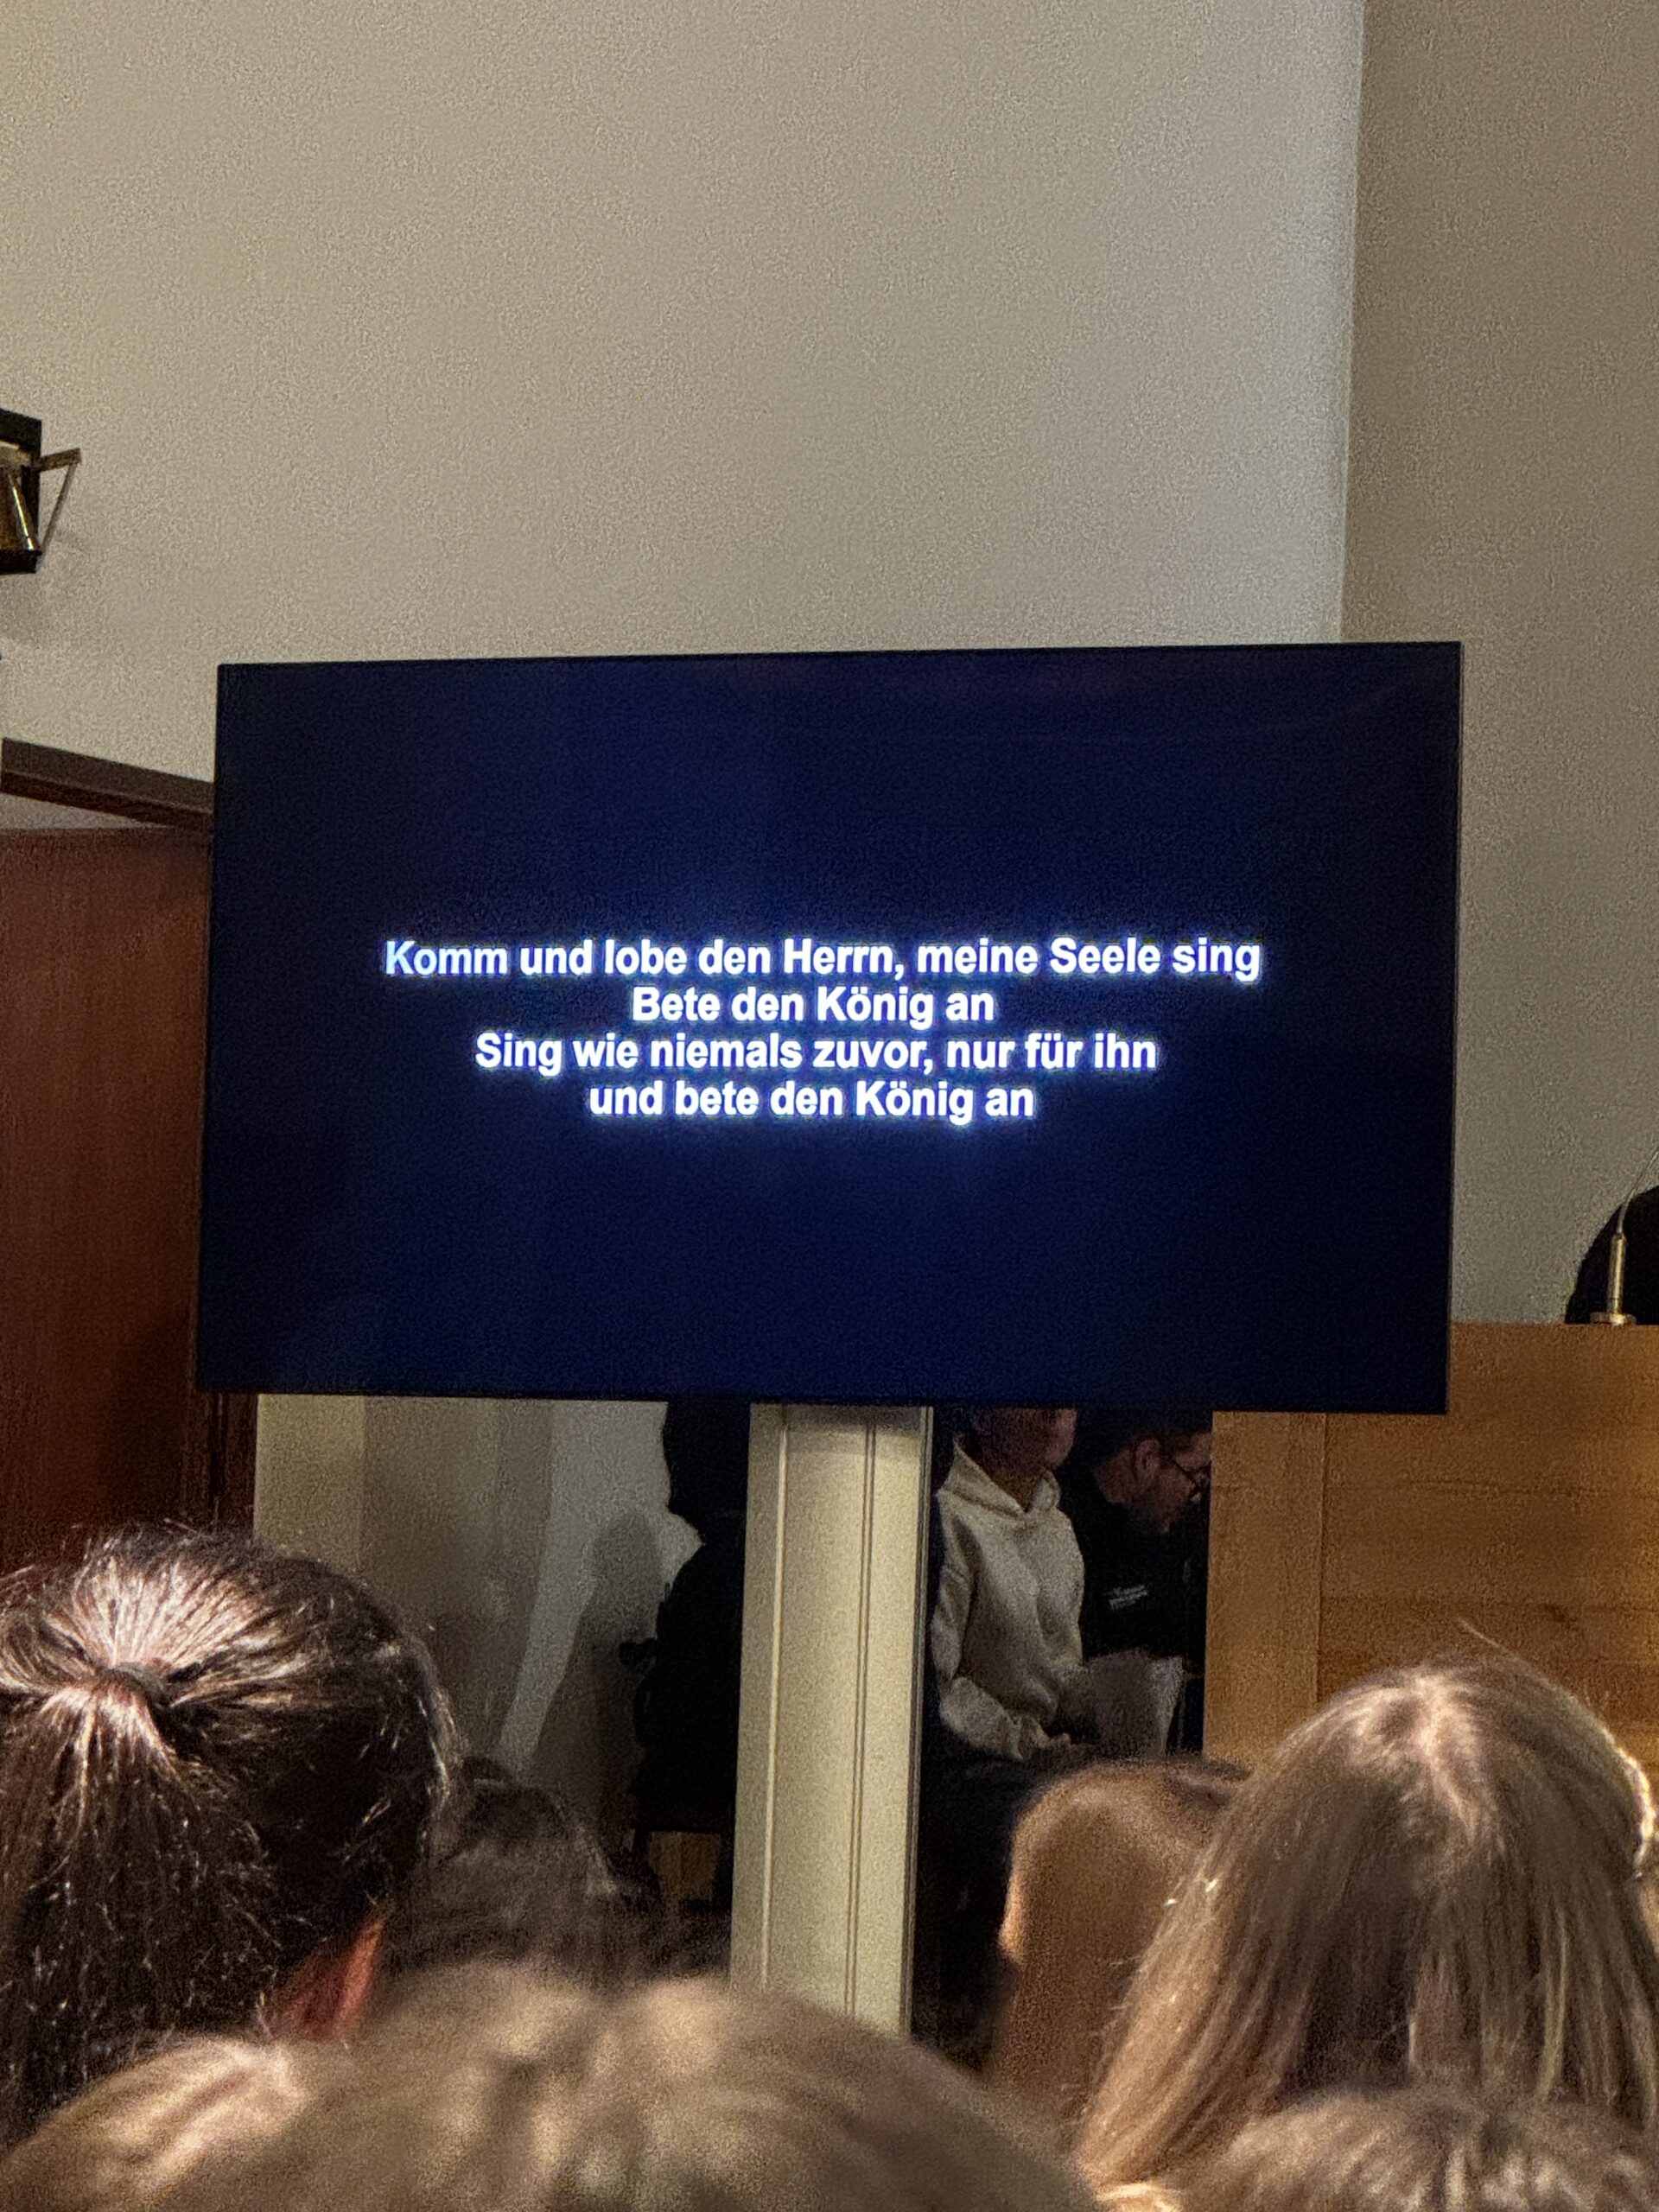 Komm und lobe den Herrn, meine Seele sing
Bete den König an
Sing wie niemals zuvor, nur für ihn
und bete den König an